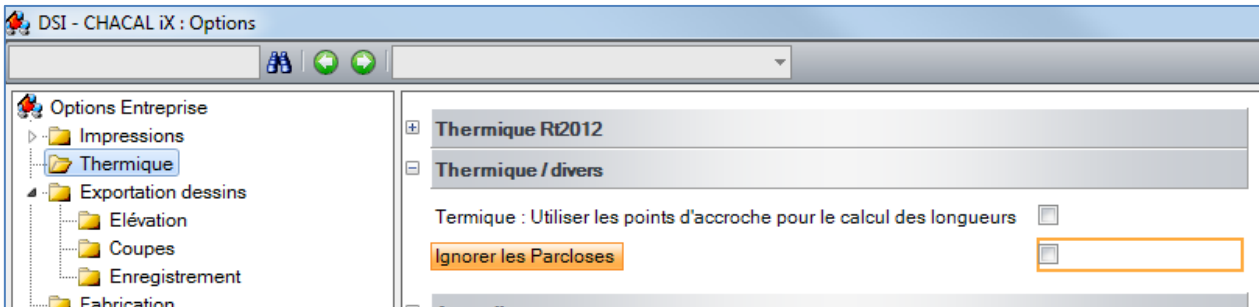 DSI - CHACAL iX : Options
Options Entreprise
Impressions
Thermique
Exportation dessins
Elévation
Coupes
Enregistrement
Fabrication
Thermique Rt2012
Thermique / divers
Termique : Utiliser les points d'accroche pour le calcul des longueurs
Ignorer les Parcloses